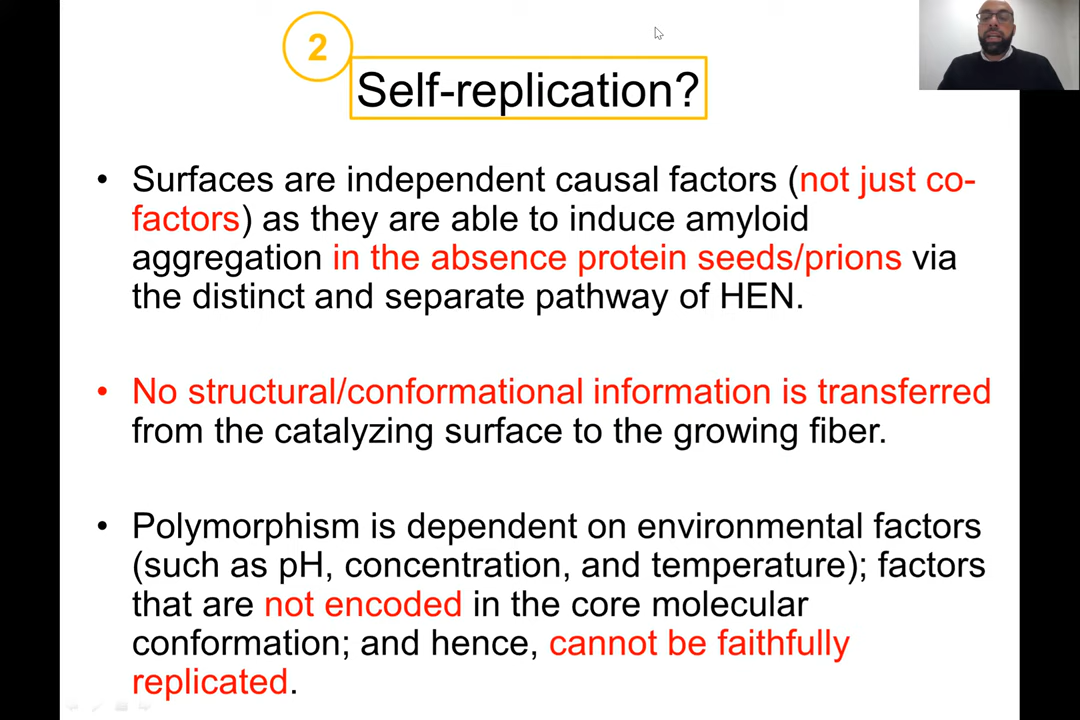 2
Self-replication?
• Surfaces are independent causal factors (not just co-
factors) as they are able to induce amyloid
aggregation in the absence protein seeds/prions via
the distinct and separate pathway of HEN.
• No structural/conformational information is transferred
from the catalyzing surface to the growing fiber.
• Polymorphism is dependent on environmental factors
(such as pH, concentration, and temperature); factors
that are not encoded in the core molecular
conformation; and hence, cannot be faithfully
replicated.